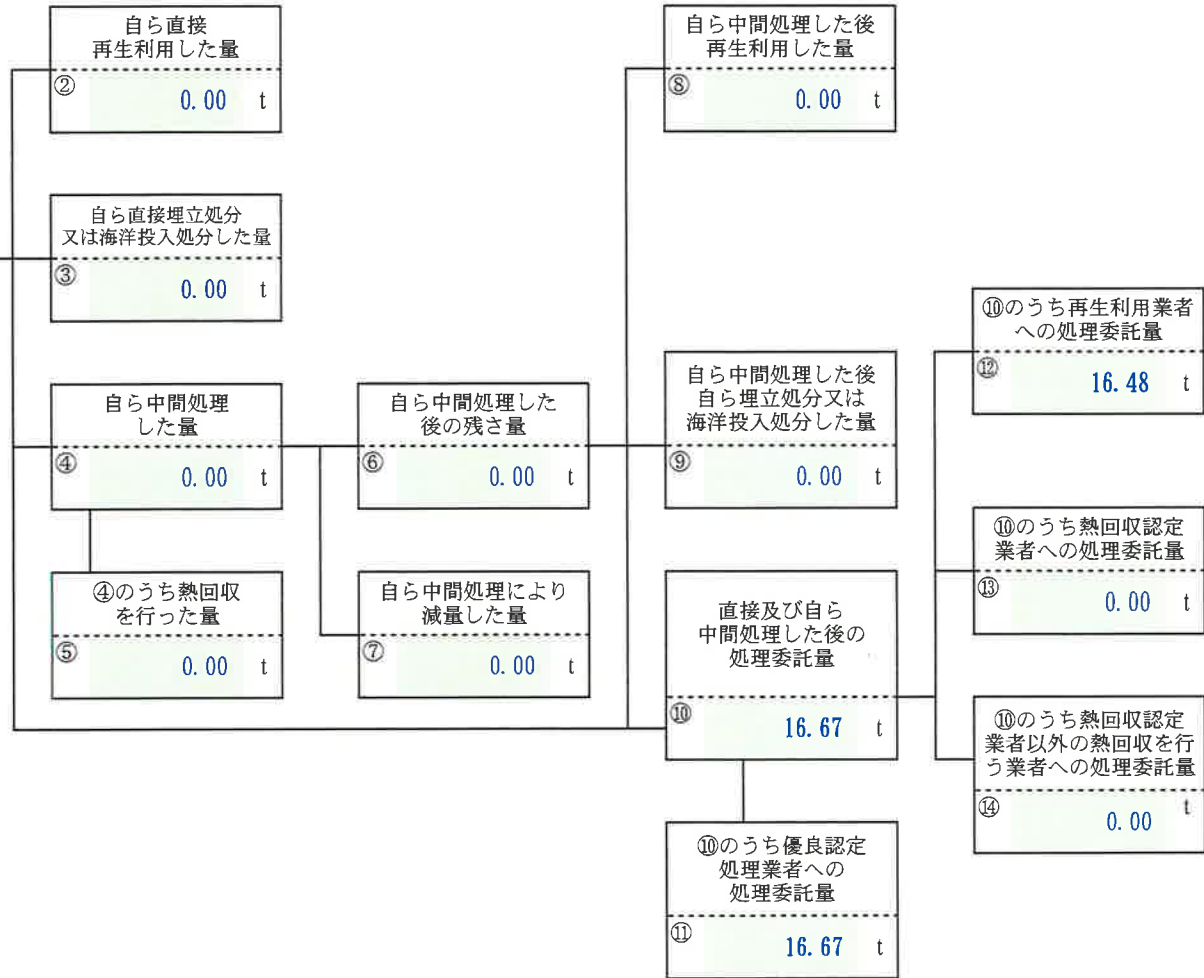 自ら直接
再生利用した量
②
0.00 t
自ら直接埋立処分
又は海洋投入処分した量
③
0.00 t
自ら中間処理
した量
④
0.00 t
④のうち熱回収
を行った量
⑤
0.00 t
自ら中間処理した
後の残さ量
⑥
0.00 t
自ら中間処理により
減量した量
⑦
0.00 t
自ら中間処理した後
再生利用した量
⑧
0.00 t
自ら中間処理した後
自ら埋立処分又は
海洋投入処分した量
⑨
0.00 t
直接及び自ら
中間処理した後の
処理委託量
⑩
16.67 t
⑩のうち優良認定
処理業者への
処理委託量
⑪
16.67 t
⑩のうち再生利用業者
への処理委託量
⑫
16.48 t
⑩のうち熱回収認定
業者への処理委託量
⑬
0.00 t
⑩のうち熱回収認定
業者以外の熱回収を行
う業者への処理委託量
⑭
0.00 t